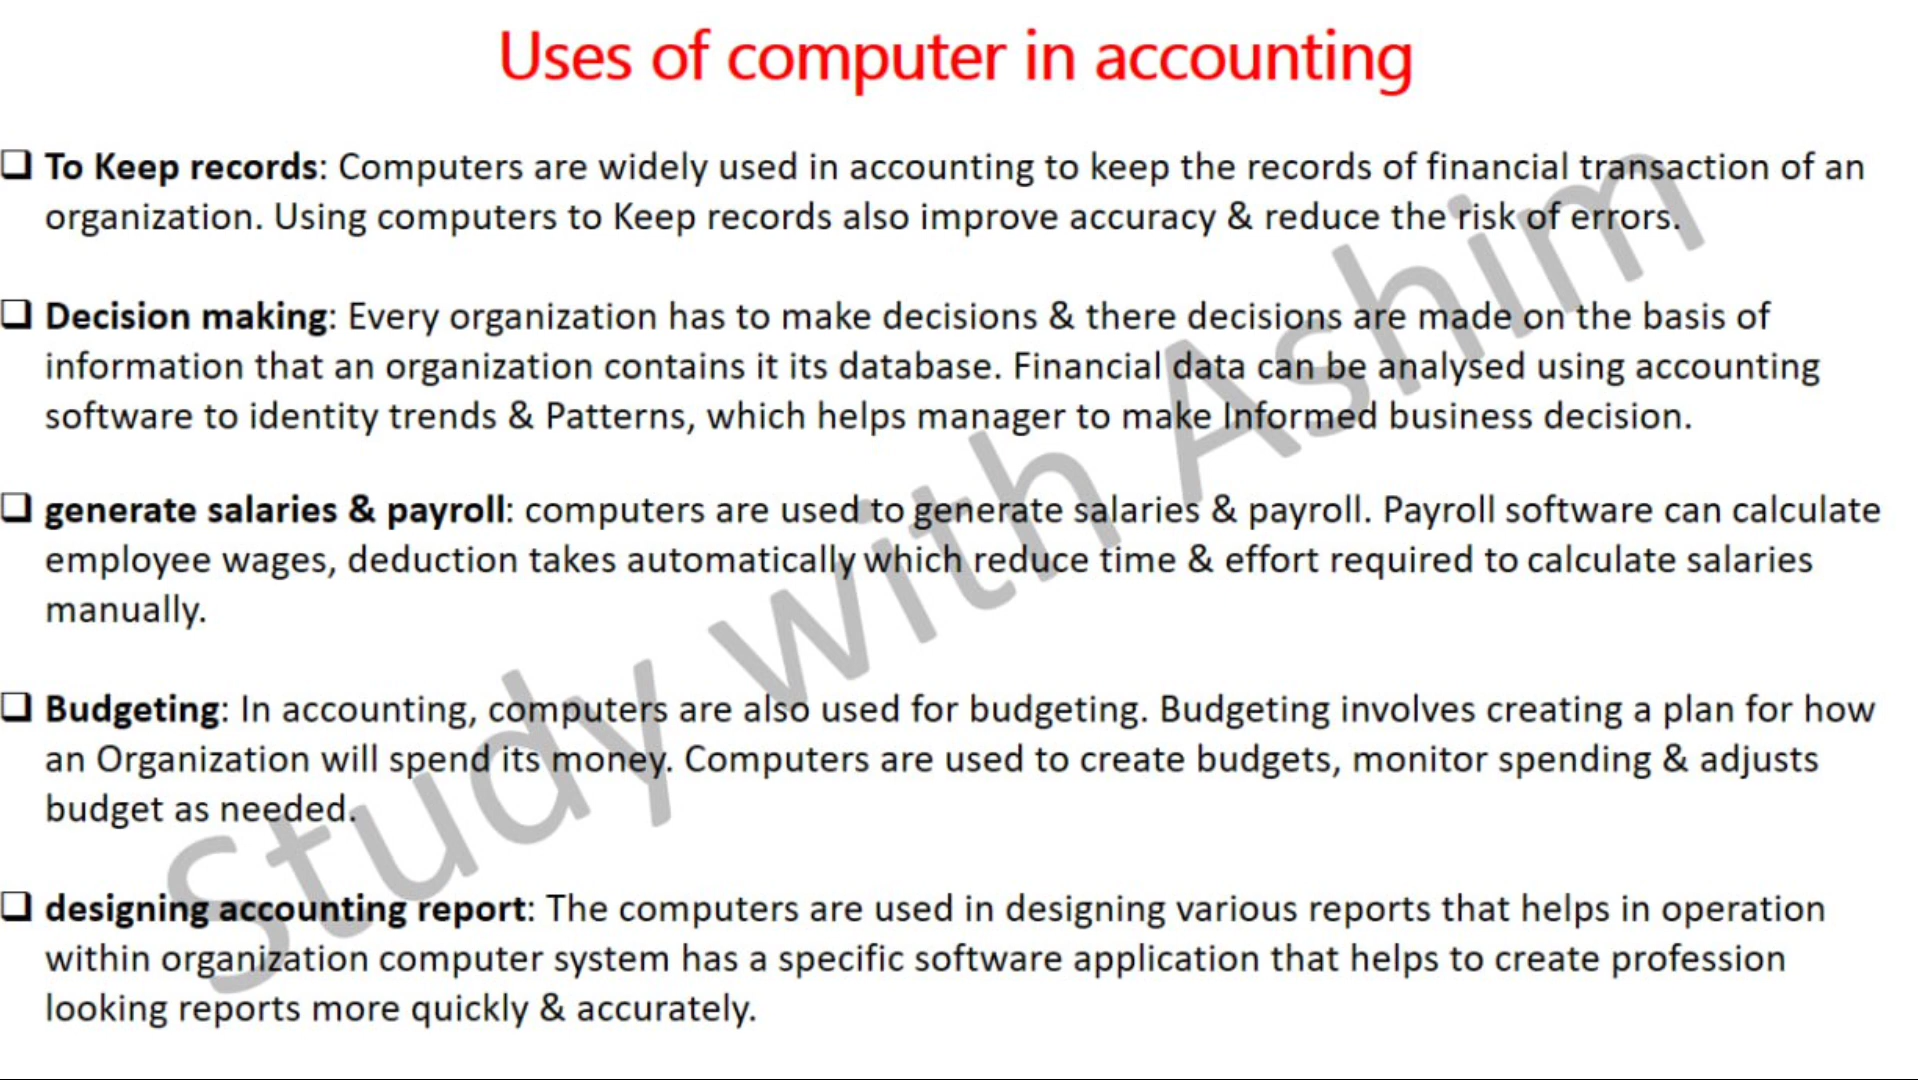 Uses of computer in accounting
❑ To Keep records: Computers are widely used in accounting to keep the records of financial transaction of an
organization. Using computers to Keep records also improve accuracy & reduce the risk of errors.
❑ Decision making: Every organization has to make decisions & there decisions are made on the basis of
information that an organization contains it its database. Financial data can be analysed using accounting
software to identity trends & Patterns, which helps manager to make Informed business decision.
❑ generate salaries & payroll: computers are used to generate salaries & payroll. Payroll software can calculate
employee wages, deduction takes automatically which reduce time & effort required to calculate salaries
manually.
❑ Budgeting: In accounting, computers are also used for budgeting. Budgeting involves creating a plan for how
an Organization will spend its money. Computers are used to create budgets, monitor spending & adjusts
budget as needed.
❑ designing accounting report: The computers are used in designing various reports that helps in operation
within organization computer system has a specific software application that helps to create profession
looking reports more quickly & accurately.
Study with Ashim